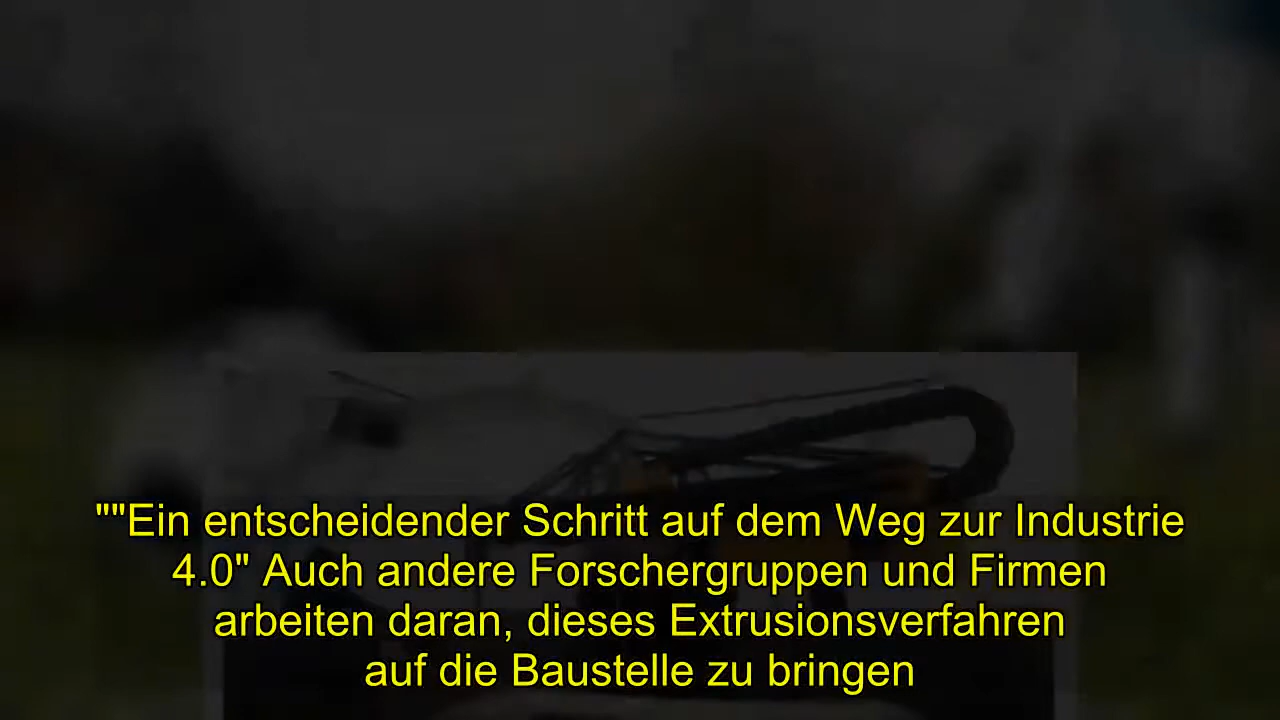 ""Ein entscheidender Schritt auf dem Weg zur Industrie
4.0" Auch andere Forschergruppen und Firmen
arbeiten daran, dieses Extrusionsverfahren
auf die Baustelle zu bringen